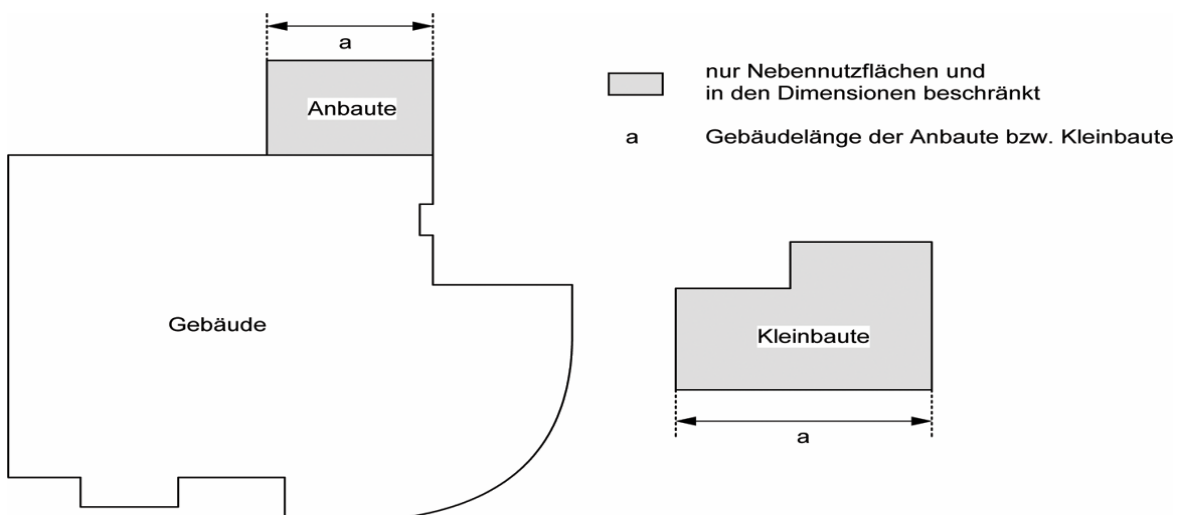 a
Anbaute
Gebäude
nur Nebennutzflächen und
in den Dimensionen beschränkt
a Gebäudelänge der Anbaute bzw. Kleinbaute
Kleinbaute
a